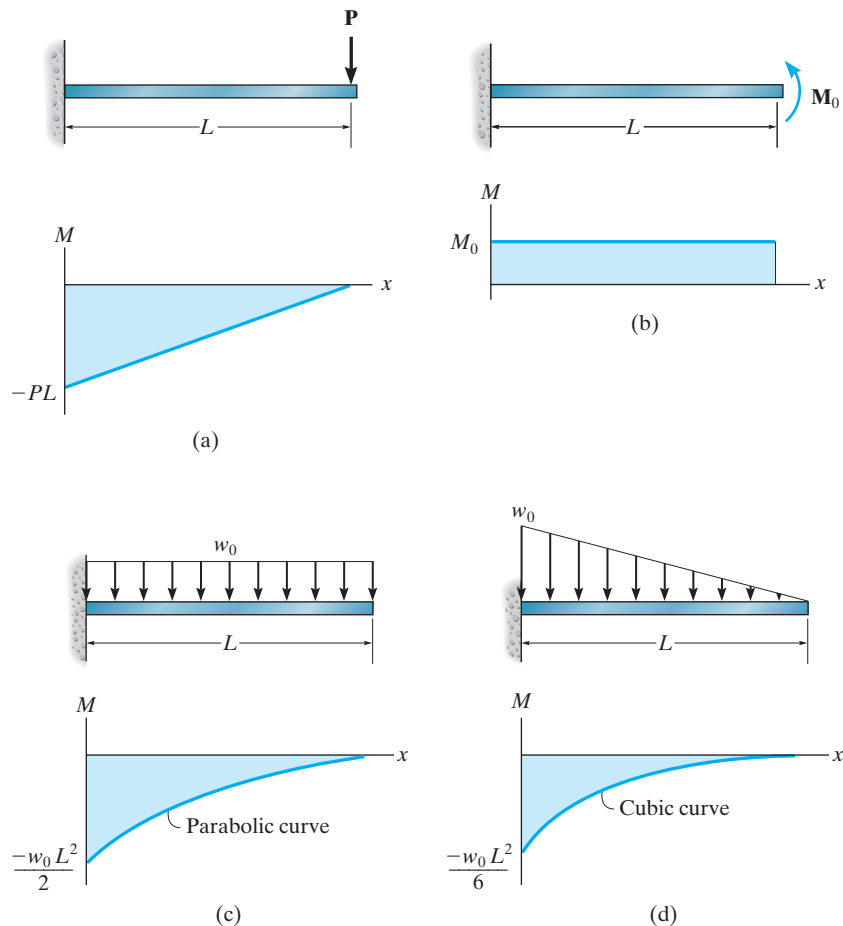 P
L
M
x
−PL
(a)
M₀
L
M
M₀
x
(b)
w₀
L
M
x
Parabolic curve
−w₀ L²
2
(c)
w₀
L
M
x
Cubic curve
−w₀ L²
6
(d)